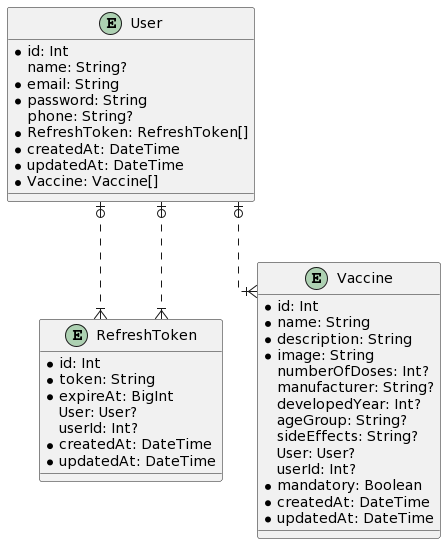 E User
* id: Int
name: String?
* email: String
* password: String
phone: String?
* RefreshToken: RefreshToken[]
* createdAt: DateTime
* updatedAt: DateTime
* Vaccine: Vaccine[]
E RefreshToken
* id: Int
* token: String
* expireAt: BigInt
User: User?
userId: Int?
* createdAt: DateTime
* updatedAt: DateTime
E Vaccine
* id: Int
* name: String
* description: String
* image: String
numberOfDoses: Int?
manufacturer: String?
developedYear: Int?
ageGroup: String?
sideEffects: String?
User: User?
userId: Int?
* mandatory: Boolean
* createdAt: DateTime
* updatedAt: DateTime